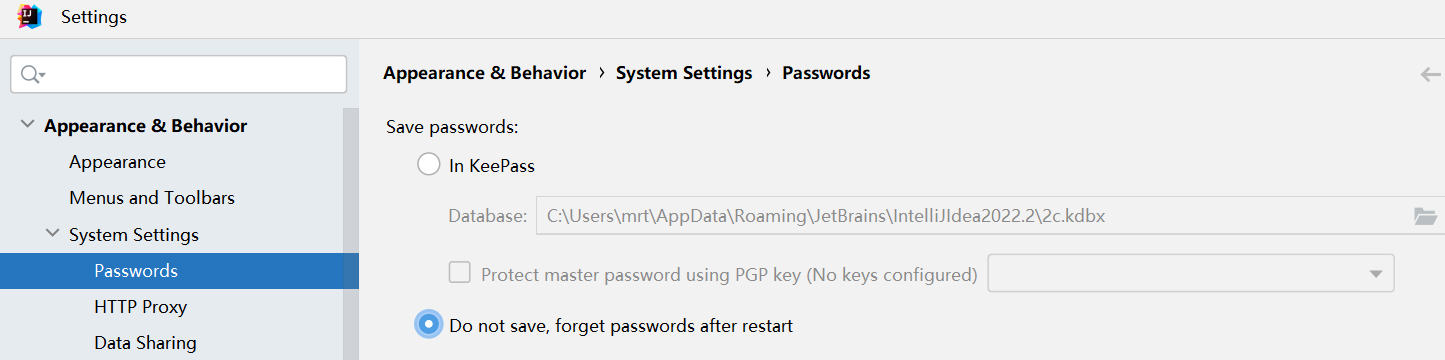 Settings
Appearance & Behavior › System Settings › Passwords
Appearance & Behavior
Appearance
Menus and Toolbars
System Settings
Passwords
HTTP Proxy
Data Sharing
Save passwords:
In KeePass
Database: C:\Users\mrt\AppData\Roaming\JetBrains\IntelliJIdea2022.2\2c.kdbx
Protect master password using PGP key (No keys configured)
Do not save, forget passwords after restart